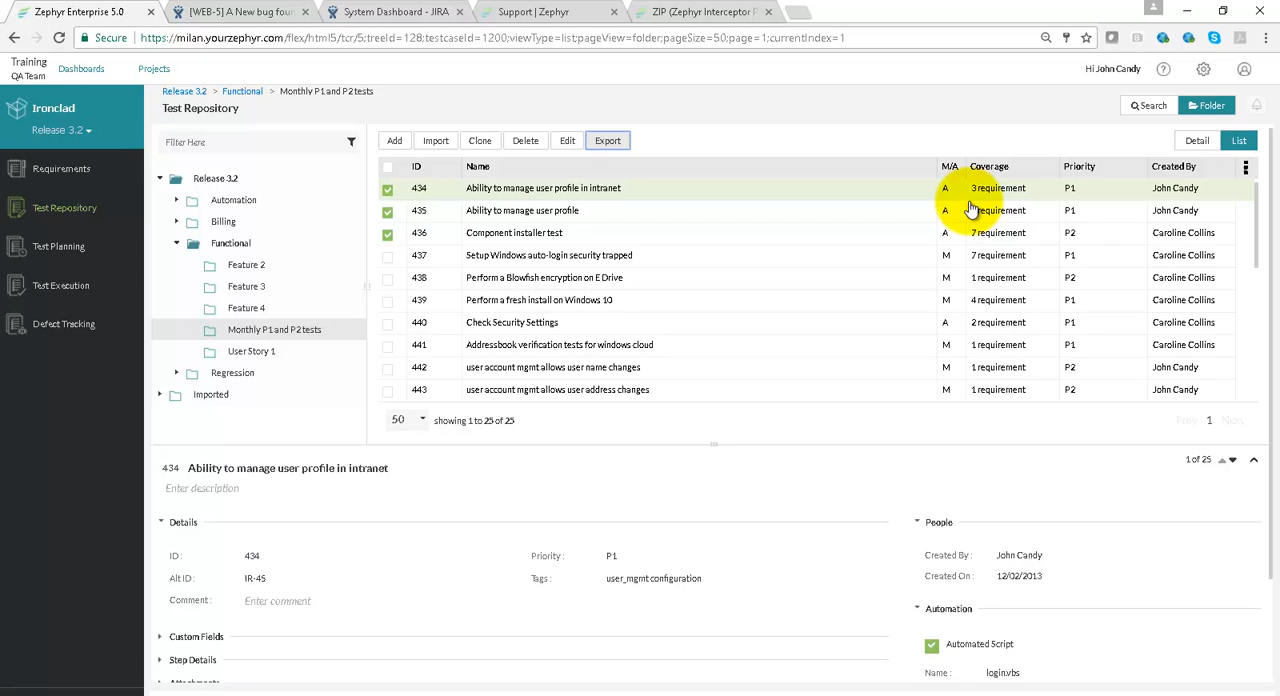 Zephyr Enterprise 5.0
[WEB-5] A New bug foun
System Dashboard - JIRA
Support | Zephyr
ZIP (Zephyr Interceptor P
Secure https://milan.yourzephyr.com/flex/html5/tcr/5;treeId=128;testcaseId=1200;viewType=list;pageView=folder;pageSize=50;page=1;currentIndex=1
Training
QA Team
Dashboards
Projects
Hi John Candy
Ironclad
Release 3.2
Requirements
Test Repository
Test Planning
Test Execution
Defect Tracking
Release 3.2 > Functional > Monthly P1 and P2 tests
Test Repository
Search
Folder
Filter Here
Release 3.2
Automation
Billing
Functional
Feature 2
Feature 3
Feature 4
Monthly P1 and P2 tests
User Story 1
Regression
Imported
Add Import Clone Delete Edit Export
Detail List
ID Name M/A Coverage Priority Created By
434 Ability to manage user profile in intranet A 3 requirement P1 John Candy
435 Ability to manage user profile A requirement P1 John Candy
436 Component installer test A 7 requirement P2 Caroline Collins
437 Setup Windows auto-login security trapped M 7 requirement P1 Caroline Collins
438 Perform a Blowfish encryption on E Drive M 1 requirement P2 Caroline Collins
439 Perform a fresh install on Windows 10 M 4 requirement P1 Caroline Collins
440 Check Security Settings A 2 requirement P1 Caroline Collins
441 Addressbook verification tests for windows cloud M 1 requirement P1 Caroline Collins
442 user account mgmt allows user name changes M 1 requirement P2 John Candy
443 user account mgmt allows user address changes M 1 requirement P2 John Candy
50 showing 1 to 25 of 25
Prev 1 Next
434 Ability to manage user profile in intranet
1 of 25
Enter description
Details
ID : 434
Priority : P1
Alt ID : IR-45
Tags : user_mgmt configuration
Comment : Enter comment
Custom Fields
Step Details
Attachments
People
Created By : John Candy
Created On : 12/02/2013
Automation
Automated Script
Name : login.vbs